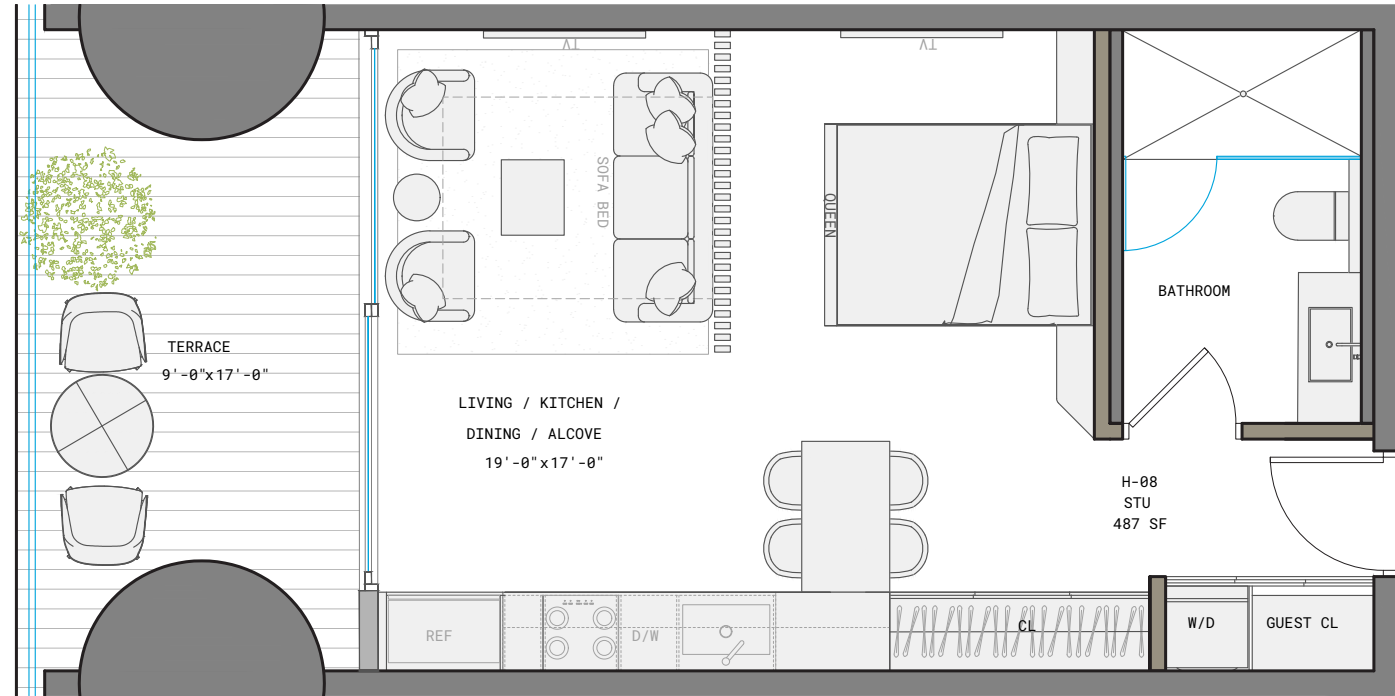 TV
TV
SOFA BED
QUEEN
BATHROOM
TERRACE
9'-0"x17'-0"
LIVING / KITCHEN /
DINING / ALCOVE
19'-0"x17'-0"
H-08
STU
487 SF
REF
D/W
CL
W/D
GUEST CL